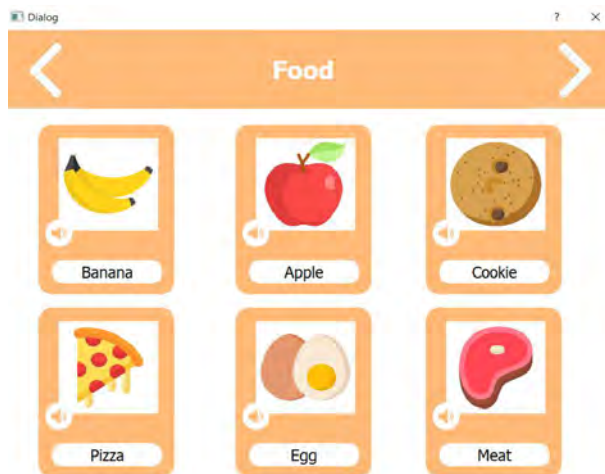 Dialog
Food
Banana
Apple
Cookie
Pizza
Egg
Meat